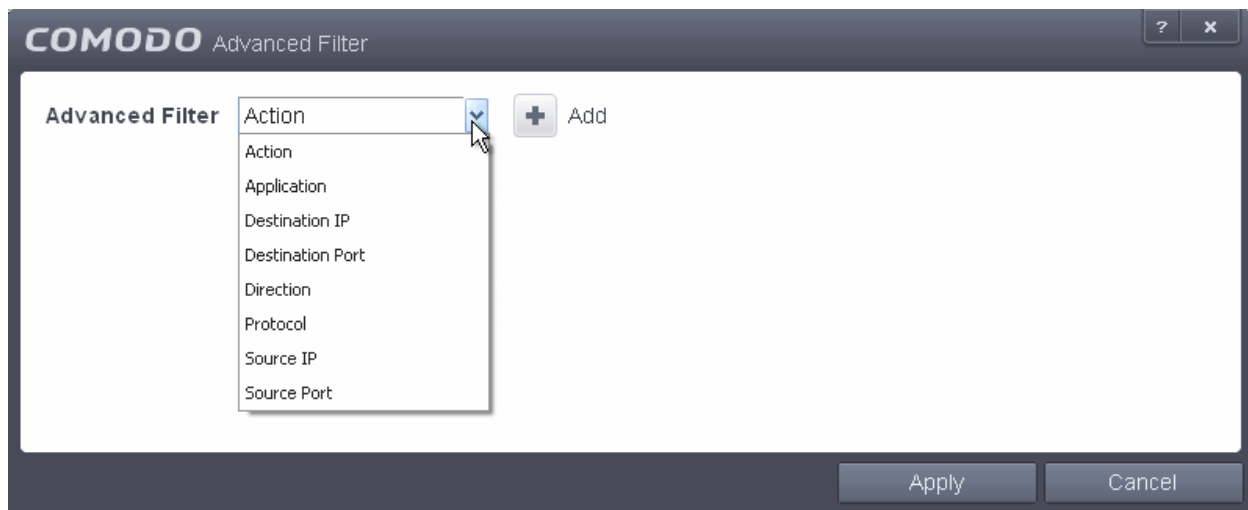 COMODO Advanced Filter ? x
Advanced Filter Action + Add
Action
Application
Destination IP
Destination Port
Direction
Protocol
Source IP
Source Port
Apply Cancel